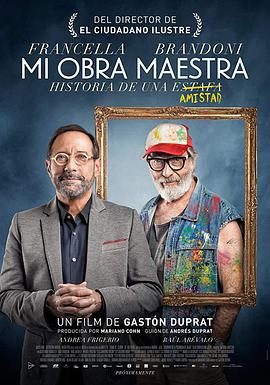 DEL DIRECTOR DE
EL CIUDADANO ILUSTRE
FRANCELLA BRANDONI
MI OBRA MAESTRA
HISTORIA DE UNA ESTAFA
AMISTAD
UN FILM DE GASTÓN DUPRAT
PRODUCIDA POR MARIANO COHN GUIÓN DE ANDRÉS DUPRAT
ANDREA FRIGERIO RAÚL ARÉVALO
PRÓXIMAMENTE